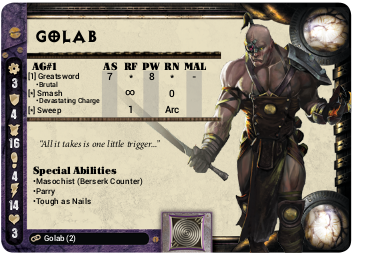 GOLAB
AG#1 AS RF PW RN MAL
[1] Greatsword 7 • 8 • -
•Brutal
[•] Smash ∞ 0
•Devastating Charge
[•] Sweep 1 Arc
3
4
16
4
14
3
"All it takes is one little trigger..."
Special Abilities
•Masochist (Berserk Counter)
•Parry
•Tough as Nails
Golab (2)